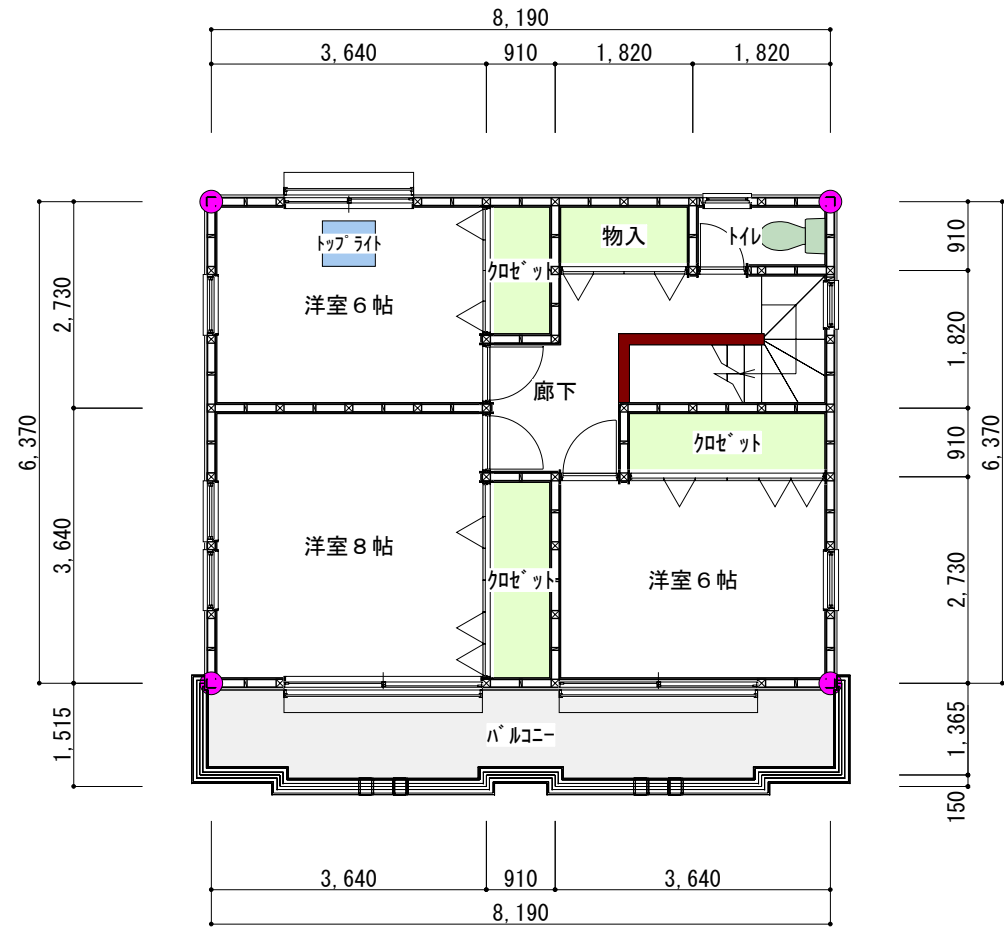 8,190
3,640
910
1,820
1,820
トップライト
クロゼット
物入
トイレ
洋室６帖
910
2,730
1,820
廊下
6,370
クロゼット
910
6,370
洋室８帖
3,640
クロゼット
洋室６帖
2,730
1,515
バルコニー
1,365
150
3,640
910
3,640
8,190